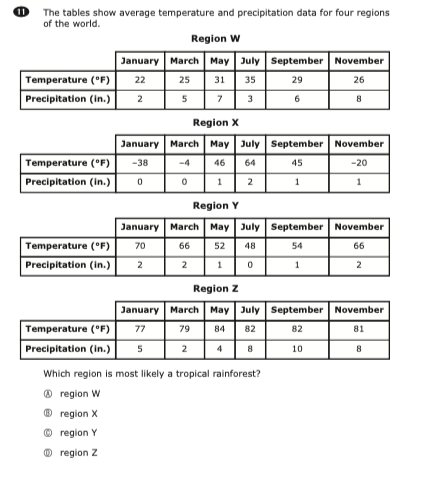 11 The tables show average temperature and precipitation data for four regions
of the world.
Region W
January March May July September November
Temperature (°F) 22 25 31 35 29 26
Precipitation (in.) 2 5 7 3 6 8
Region X
January March May July September November
Temperature (°F) -38 -4 46 64 45 -20
Precipitation (in.) 0 0 1 2 1 1
Region Y
January March May July September November
Temperature (°F) 70 66 52 48 54 66
Precipitation (in.) 2 2 1 0 1 2
Region Z
January March May July September November
Temperature (°F) 77 79 84 82 82 81
Precipitation (in.) 5 2 4 8 10 8
Which region is most likely a tropical rainforest?
Ⓐ region W
Ⓑ region X
Ⓒ region Y
Ⓓ region Z